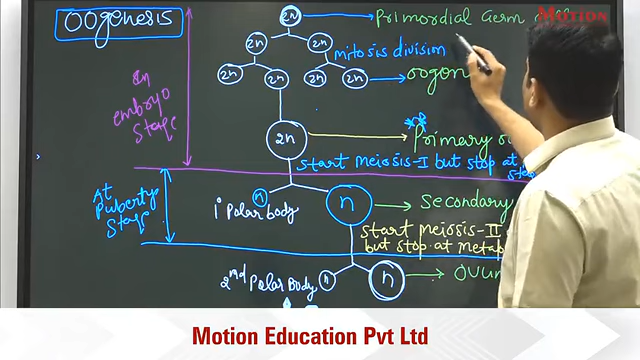 Oogenesis
2n
Primordial Germ
MOTION
2n 2n
mitosis division
2n 2n 2n 2n
oogon
In
embryo
Stage
2n
Primary
Start meiosis-I but stop at
At
Puberty
Stage
n
1st Polar body
n
Secondary
Start meiosis-II
but stop at metap
2nd Polar Body
n
n
Ovum
Motion Education Pvt Ltd